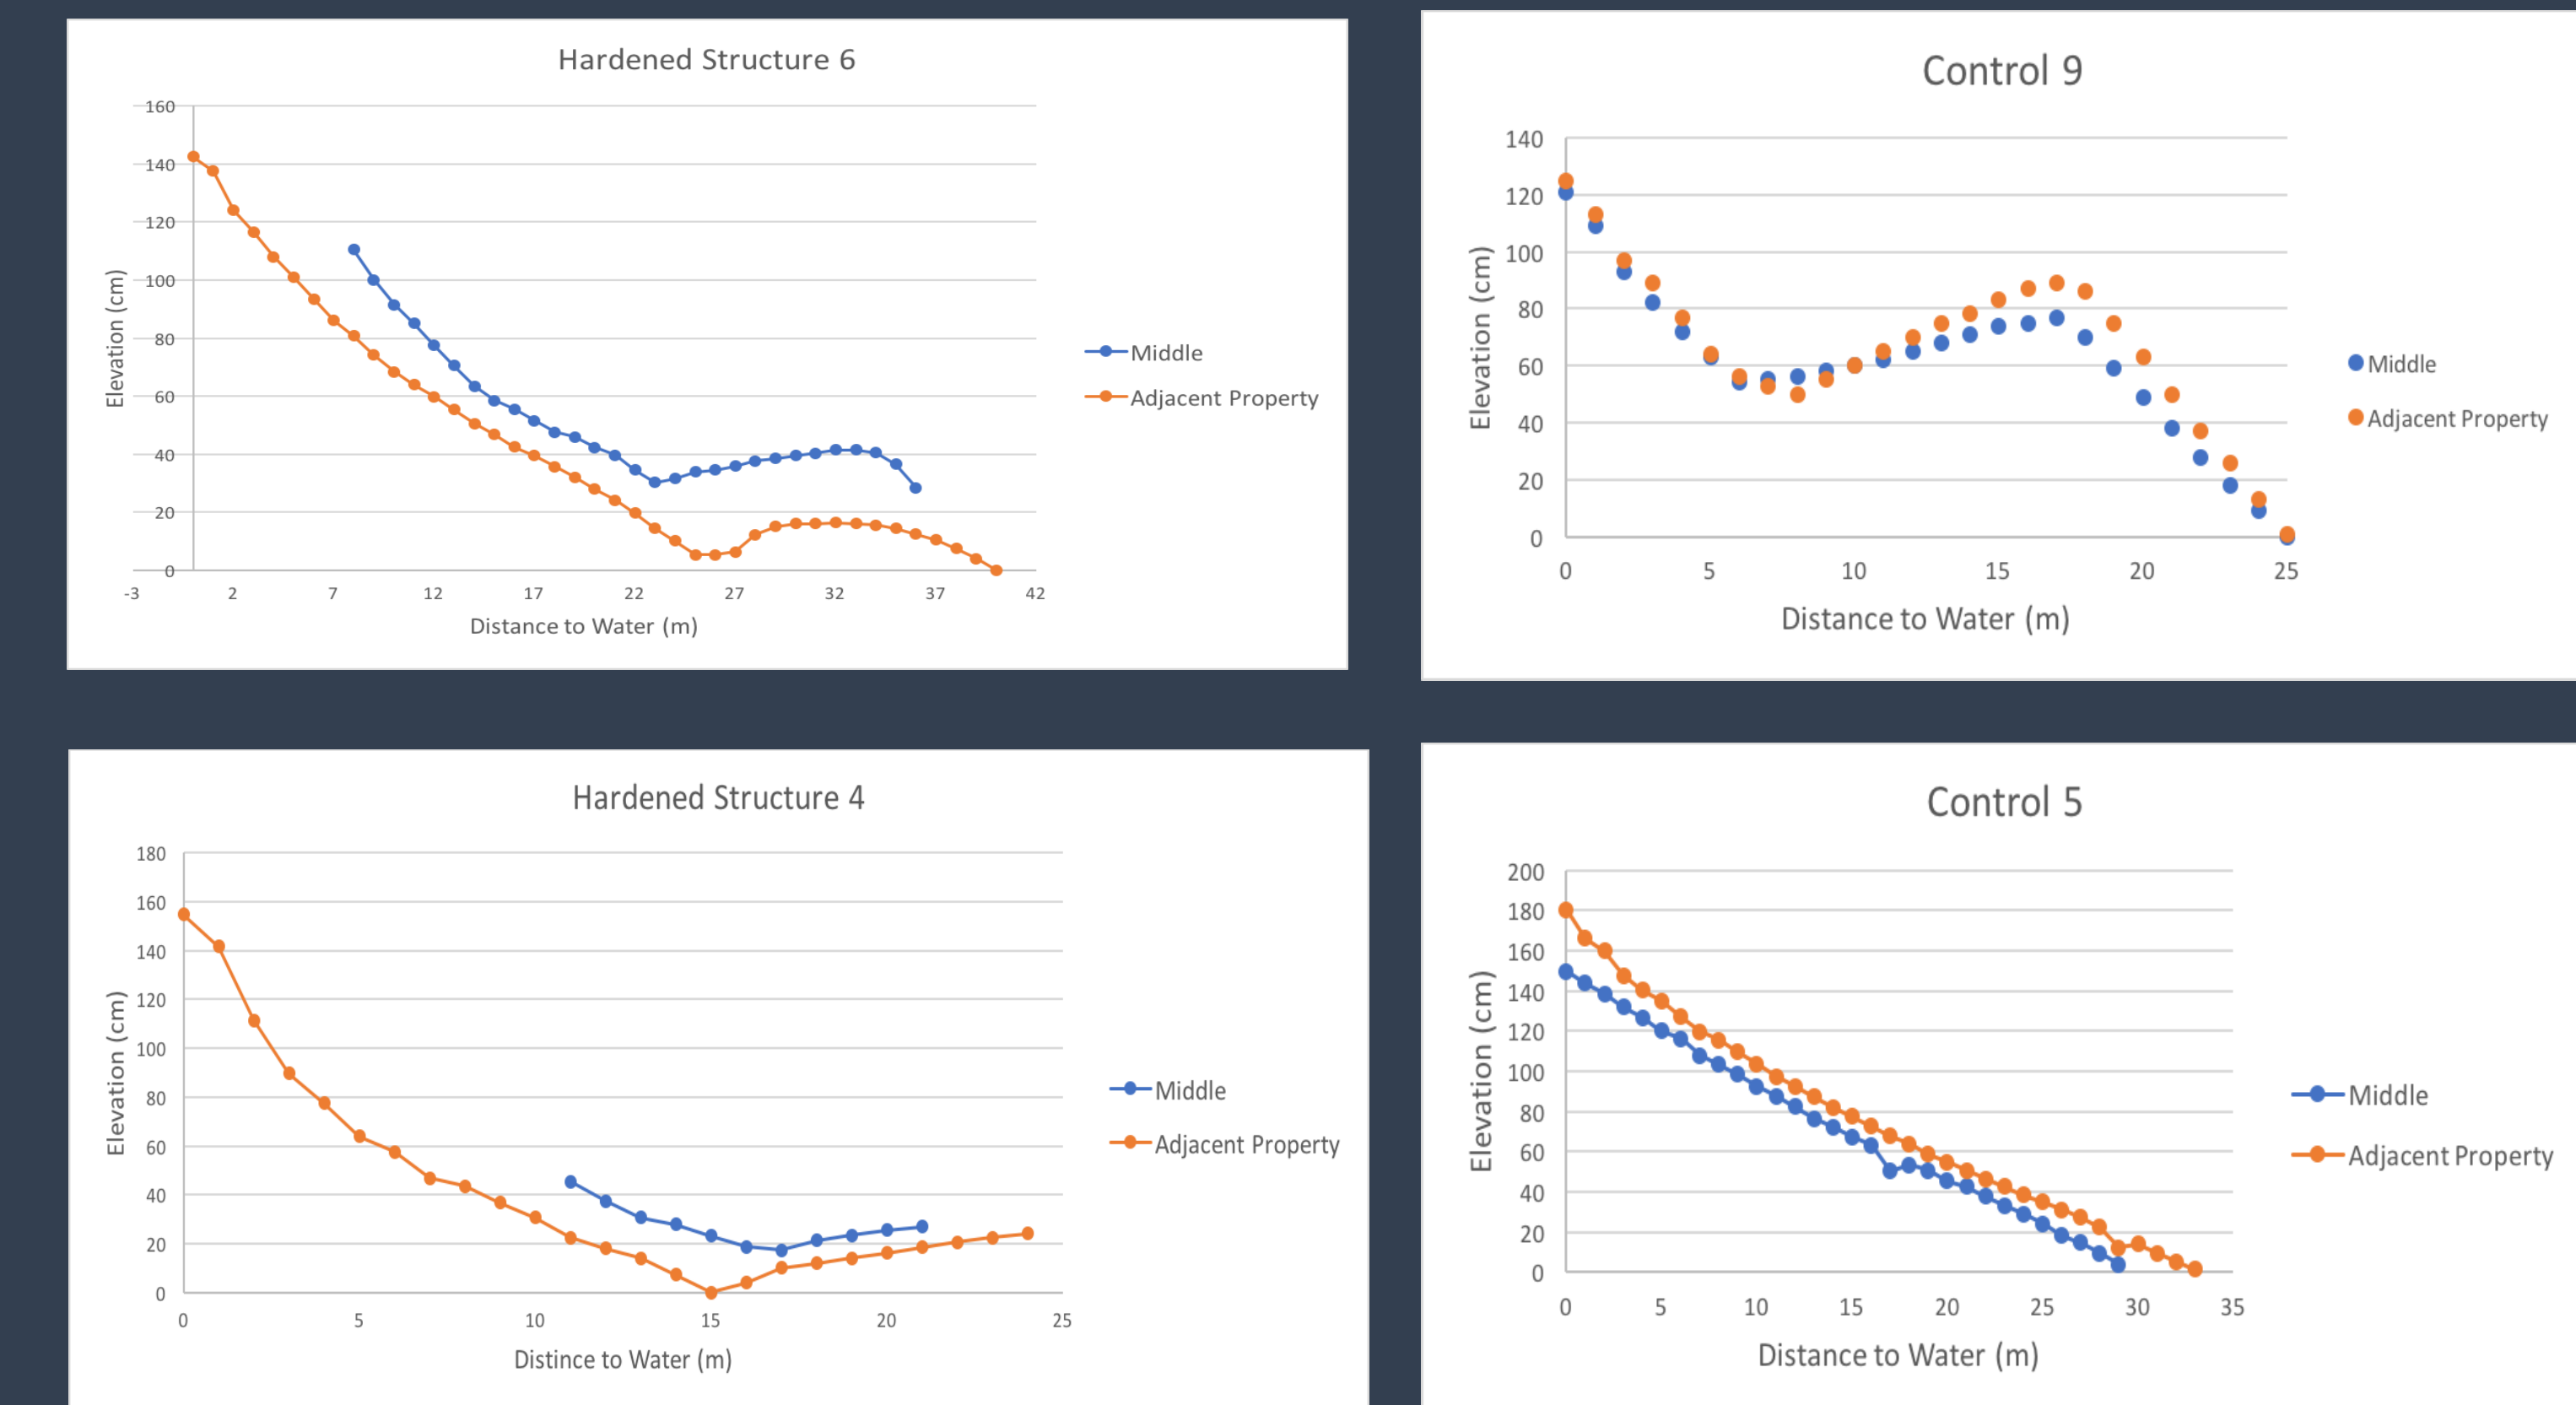 Hardened Structure 6
160
140
120
100
80
60
40
20
0
-3 2 7 12 17 22 27 32 37 42
Elevation (cm)
Distance to Water (m)
Middle
Adjacent Property
Control 9
140
120
100
80
60
40
20
0
0 5 10 15 20 25
Elevation (cm)
Distance to Water (m)
Middle
Adjacent Property
Hardened Structure 4
180
160
140
120
100
80
60
40
20
0
0 5 10 15 20 25
Elevation (cm)
Distince to Water (m)
Middle
Adjacent Property
Control 5
200
180
160
140
120
100
80
60
40
20
0
0 5 10 15 20 25 30 35
Elevation (cm)
Distance to Water (m)
Middle
Adjacent Property